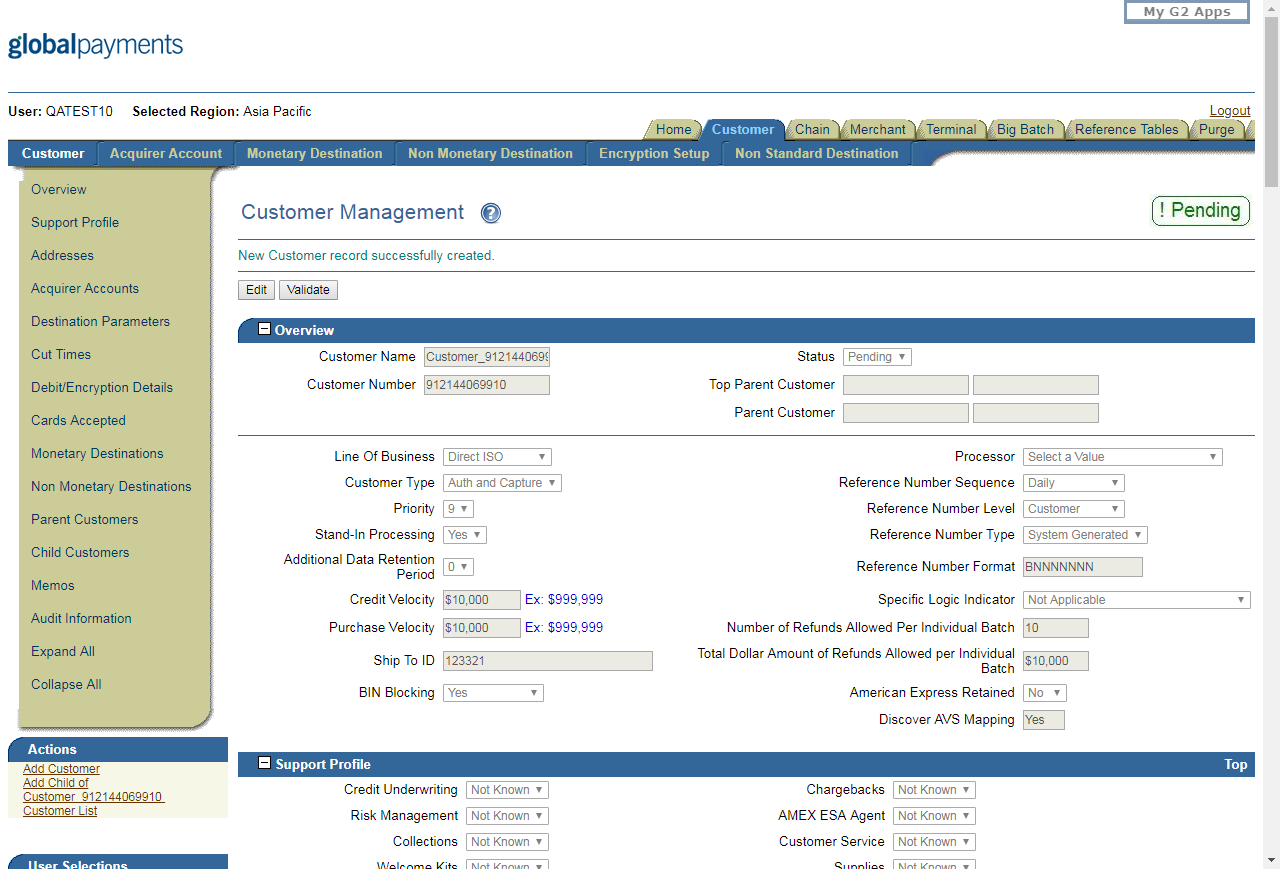 My G2 Apps
globalpayments
User: QATEST10 Selected Region: Asia Pacific
Logout
Home Customer Chain Merchant Terminal Big Batch Reference Tables Purge
Customer Acquirer Account Monetary Destination Non Monetary Destination Encryption Setup Non Standard Destination
Overview
Support Profile
Addresses
Acquirer Accounts
Destination Parameters
Cut Times
Debit/Encryption Details
Cards Accepted
Monetary Destinations
Non Monetary Destinations
Parent Customers
Child Customers
Memos
Audit Information
Expand All
Collapse All
Actions
Add Customer
Add Child of
Customer_912144069910
Customer List
User Selections
Customer Management ?
! Pending
New Customer record successfully created.
Edit Validate
Overview
Customer Name Customer_912144069 Status Pending
Customer Number 912144069910 Top Parent Customer
Parent Customer
Line Of Business Direct ISO Processor Select a Value
Customer Type Auth and Capture Reference Number Sequence Daily
Priority 9 Reference Number Level Customer
Stand-In Processing Yes Reference Number Type System Generated
Additional Data Retention
Period 0 Reference Number Format BNNNNNNN
Credit Velocity $10,000 Ex: $999,999 Specific Logic Indicator Not Applicable
Purchase Velocity $10,000 Ex: $999,999 Number of Refunds Allowed Per Individual Batch 10
Ship To ID 123321 Total Dollar Amount of Refunds Allowed per Individual
Batch $10,000
BIN Blocking Yes American Express Retained No
Discover AVS Mapping Yes
Support Profile Top
Credit Underwriting Not Known Chargebacks Not Known
Risk Management Not Known AMEX ESA Agent Not Known
Collections Not Known Customer Service Not Known
Welcome Kits Not Known Supplies Not Known